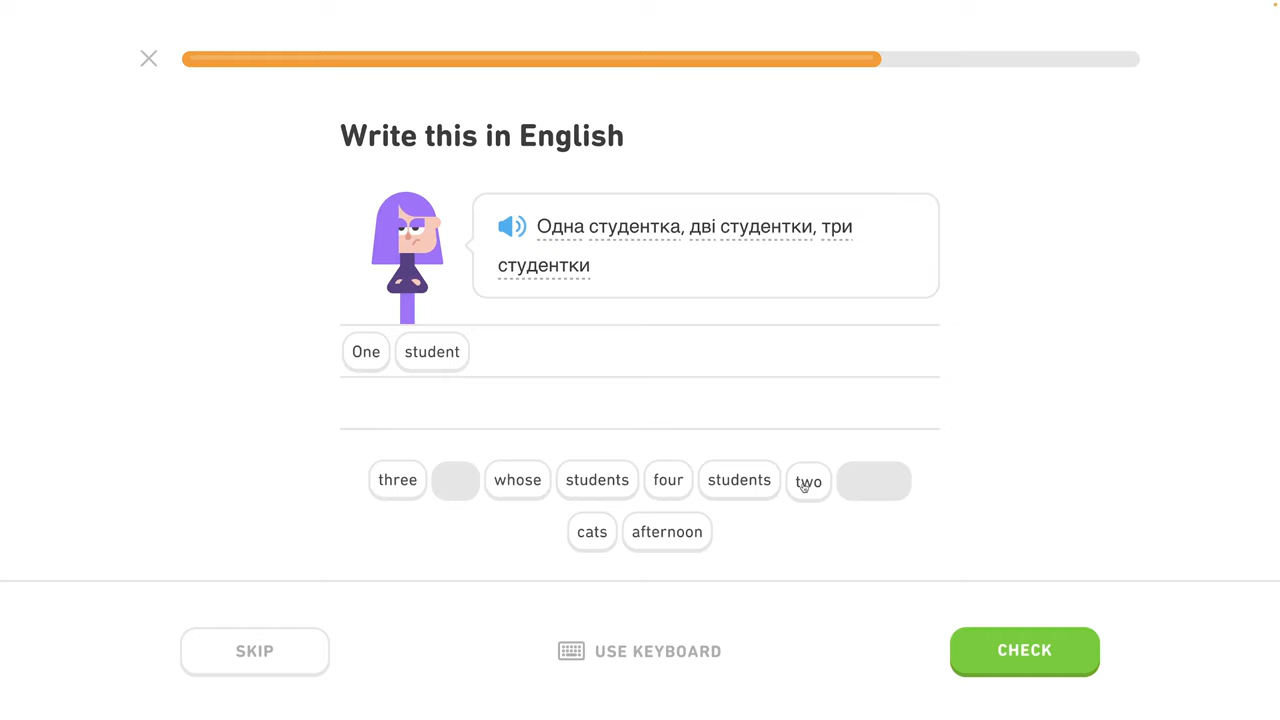 Write this in English
Одна студентка, дві студентки, три
студентки
One student
three whose students four students two
cats afternoon
SKIP
USE KEYBOARD
CHECK